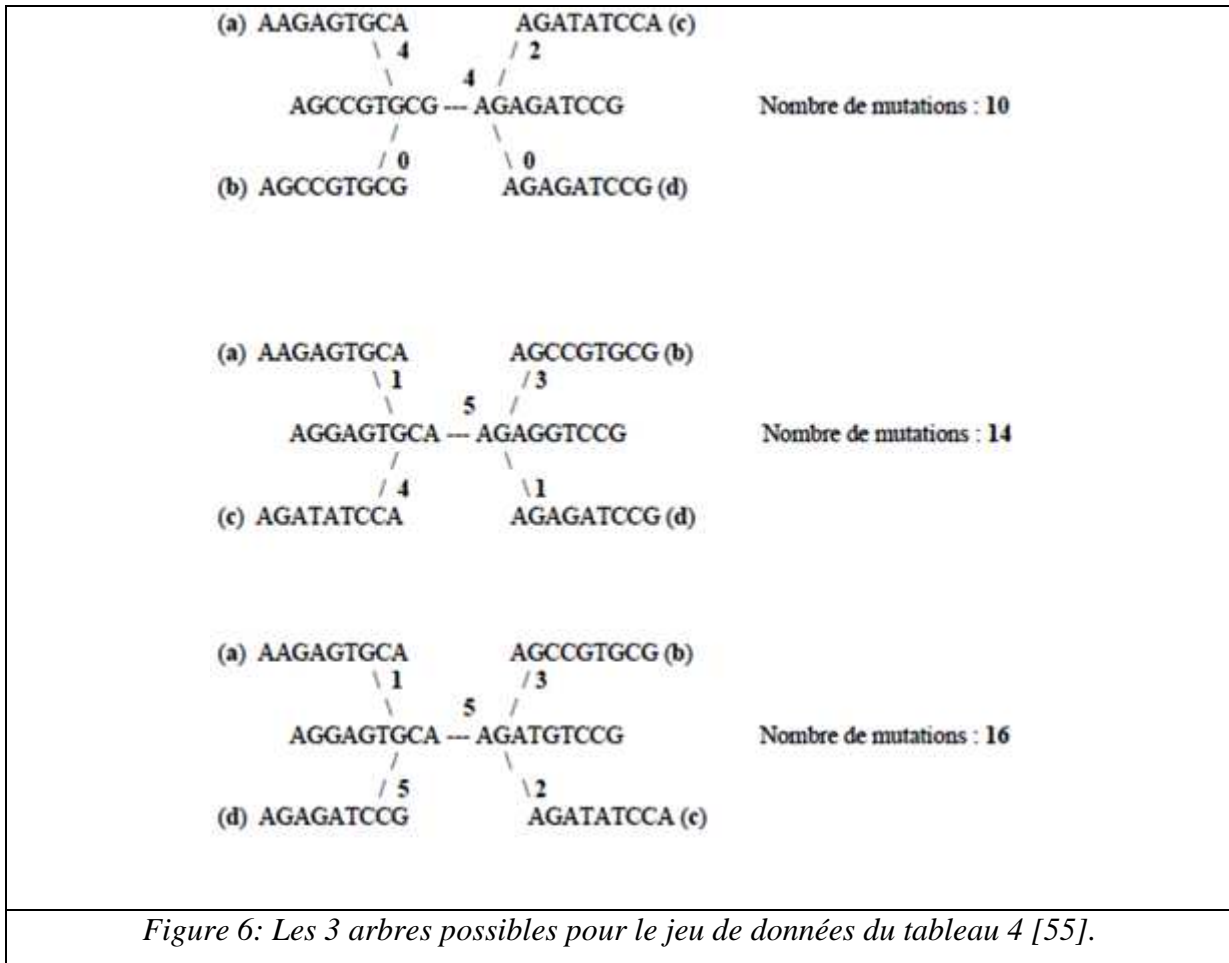 (a) AAGAGTGCA AGATATCCA (c)
\ 4 / 2
\ 4 /
AGCCGTGCG --- AGAGATCCG Nombre de mutations : 10
/ \
/ 0 \ 0
(b) AGCCGTGCG AGAGATCCG (d)
(a) AAGAGTGCA AGCCGTGCG (b)
\ 1 / 3
\ 5 /
AGGAGTGCA --- AGAGGTCCG Nombre de mutations : 14
/ \
/ 4 \ 1
(c) AGATATCCA AGAGATCCG (d)
(a) AAGAGTGCA AGCCGTGCG (b)
\ 1 / 3
\ 5 /
AGGAGTGCA --- AGATGTCCG Nombre de mutations : 16
/ \
/ 5 \ 2
(d) AGAGATCCG AGATATCCA (c)
Figure 6: Les 3 arbres possibles pour le jeu de données du tableau 4 [55].